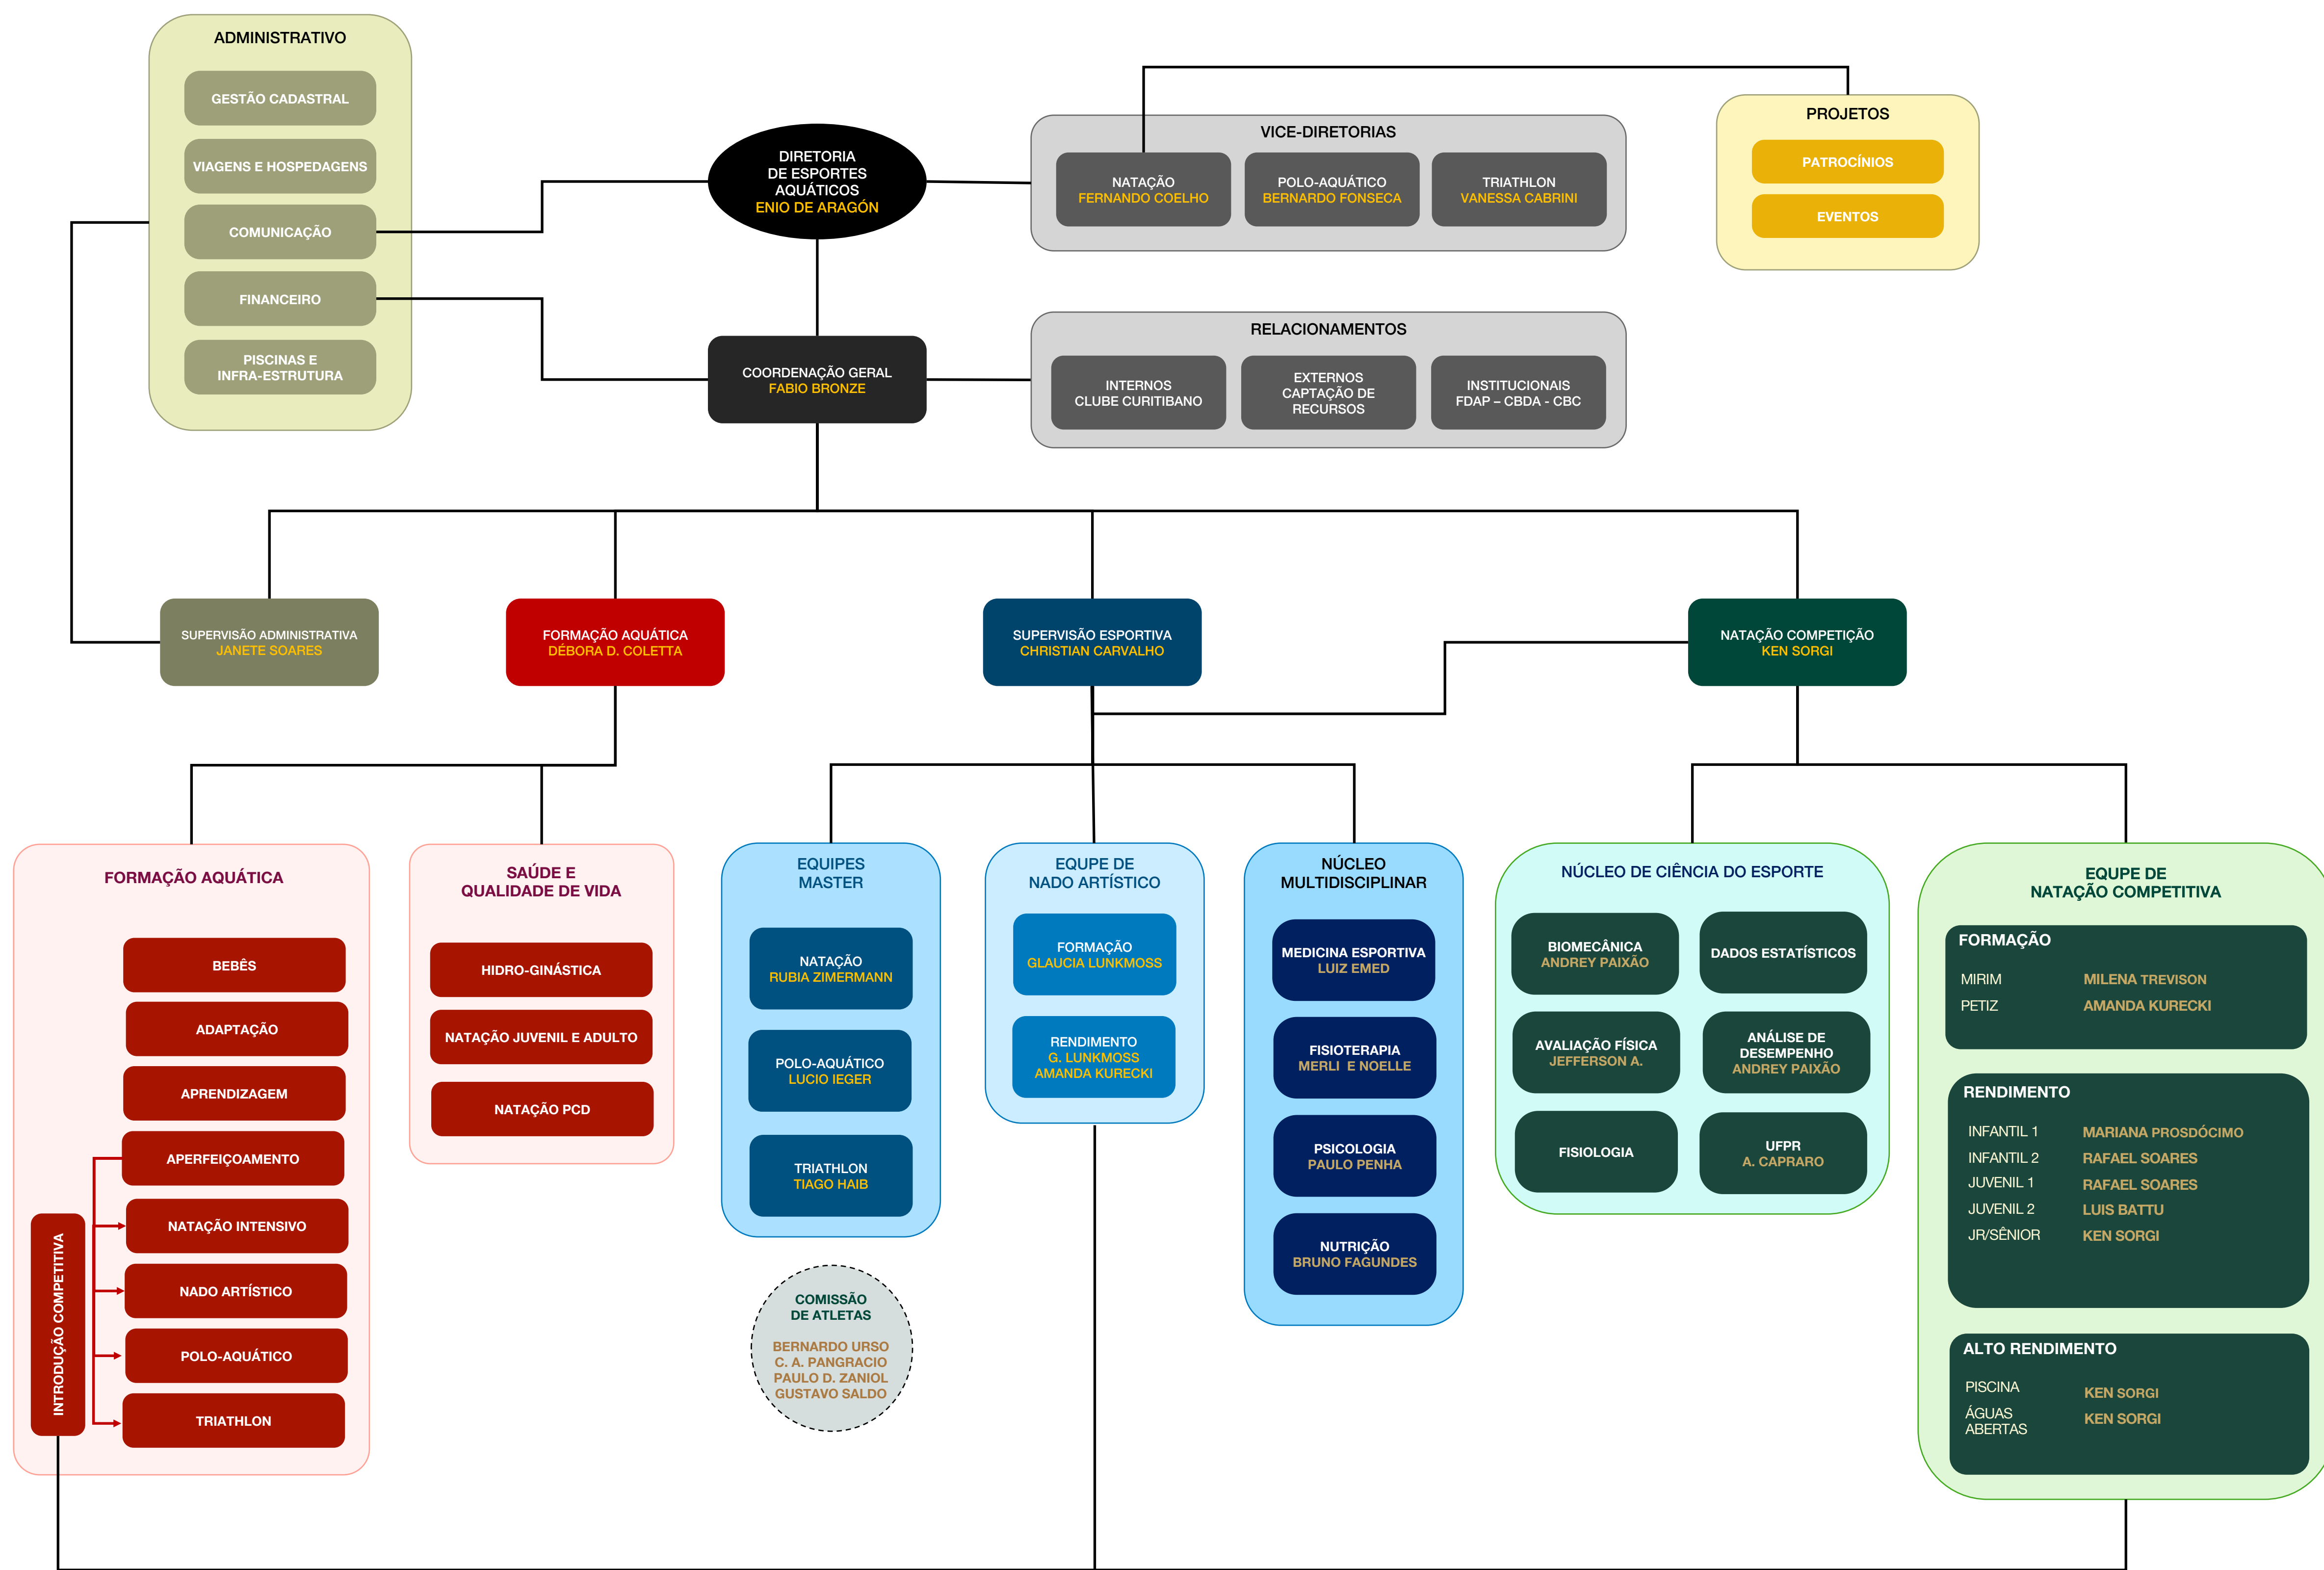 ADMINISTRATIVO
GESTÃO CADASTRAL
VIAGENS E HOSPEDAGENS
COMUNICAÇÃO
FINANCEIRO
PISCINAS E
INFRA-ESTRUTURA
DIRETORIA
DE ESPORTES
AQUÁTICOS
ENIO DE ARAGÓN
VICE-DIRETORIAS
NATAÇÃO
FERNANDO COELHO
POLO-AQUÁTICO
BERNARDO FONSECA
TRIATHLON
VANESSA CABRINI
PROJETOS
PATROCÍNIOS
EVENTOS
COORDENAÇÃO GERAL
FABIO BRONZE
RELACIONAMENTOS
INTERNOS
CLUBE CURITIBANO
EXTERNOS
CAPTAÇÃO DE
RECURSOS
INSTITUCIONAIS
FDAP – CBDA - CBC
SUPERVISÃO ADMINISTRATIVA
JANETE SOARES
FORMAÇÃO AQUÁTICA
DÉBORA D. COLETTA
SUPERVISÃO ESPORTIVA
CHRISTIAN CARVALHO
NATAÇÃO COMPETIÇÃO
KEN SORGI
FORMAÇÃO AQUÁTICA
BEBÊS
ADAPTAÇÃO
APRENDIZAGEM
APERFEIÇOAMENTO
NATAÇÃO INTENSIVO
NADO ARTÍSTICO
POLO-AQUÁTICO
TRIATHLON
INTRODUÇÃO COMPETITIVA
SAÚDE E
QUALIDADE DE VIDA
HIDRO-GINÁSTICA
NATAÇÃO JUVENIL E ADULTO
NATAÇÃO PCD
EQUIPES
MASTER
NATAÇÃO
RUBIA ZIMERMANN
POLO-AQUÁTICO
LUCIO IEGER
TRIATHLON
TIAGO HAIB
COMISSÃO
DE ATLETAS
BERNARDO URSO
C. A. PANGRACIO
PAULO D. ZANIOL
GUSTAVO SALDO
EQUPE DE
NADO ARTÍSTICO
FORMAÇÃO
GLAUCIA LUNKMOSS
RENDIMENTO
G. LUNKMOSS
AMANDA KURECKI
NÚCLEO
MULTIDISCIPLINAR
MEDICINA ESPORTIVA
LUIZ EMED
FISIOTERAPIA
MERLI E NOELLE
PSICOLOGIA
PAULO PENHA
NUTRIÇÃO
BRUNO FAGUNDES
NÚCLEO DE CIÊNCIA DO ESPORTE
BIOMECÂNICA
ANDREY PAIXÃO
DADOS ESTATÍSTICOS
AVALIAÇÃO FÍSICA
JEFFERSON A.
ANÁLISE DE
DESEMPENHO
ANDREY PAIXÃO
FISIOLOGIA
UFPR
A. CAPRARO
EQUPE DE
NATAÇÃO COMPETITIVA
FORMAÇÃO
MIRIM MILENA TREVISON
PETIZ AMANDA KURECKI
RENDIMENTO
INFANTIL 1 MARIANA PROSDÓCIMO
INFANTIL 2 RAFAEL SOARES
JUVENIL 1 RAFAEL SOARES
JUVENIL 2 LUIS BATTU
JR/SÊNIOR KEN SORGI
ALTO RENDIMENTO
PISCINA KEN SORGI
ÁGUAS KEN SORGI
ABERTAS